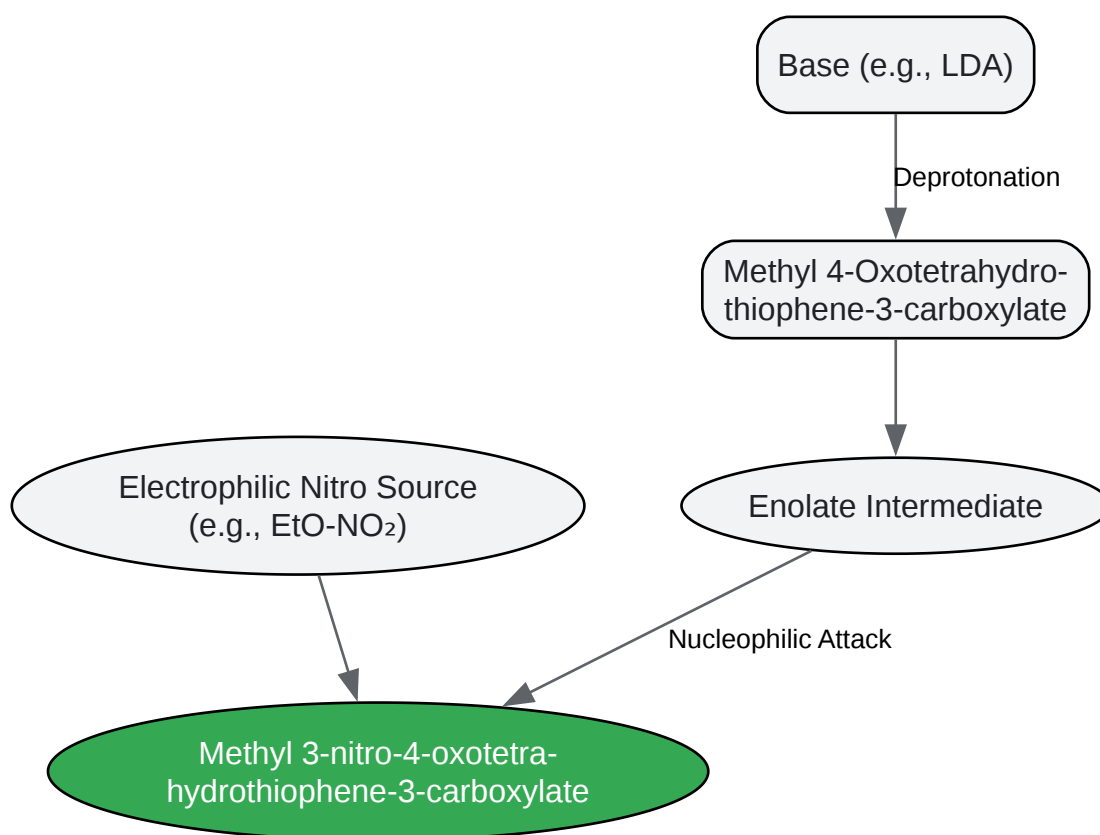 Base (e.g., LDA)
Deprotonation
Methyl 4-Oxotetrahydro-
thiophene-3-carboxylate
Electrophilic Nitro Source
(e.g., EtO-NO₂)
Enolate Intermediate
Nucleophilic Attack
Methyl 3-nitro-4-oxotetra-
hydrothiophene-3-carboxylate